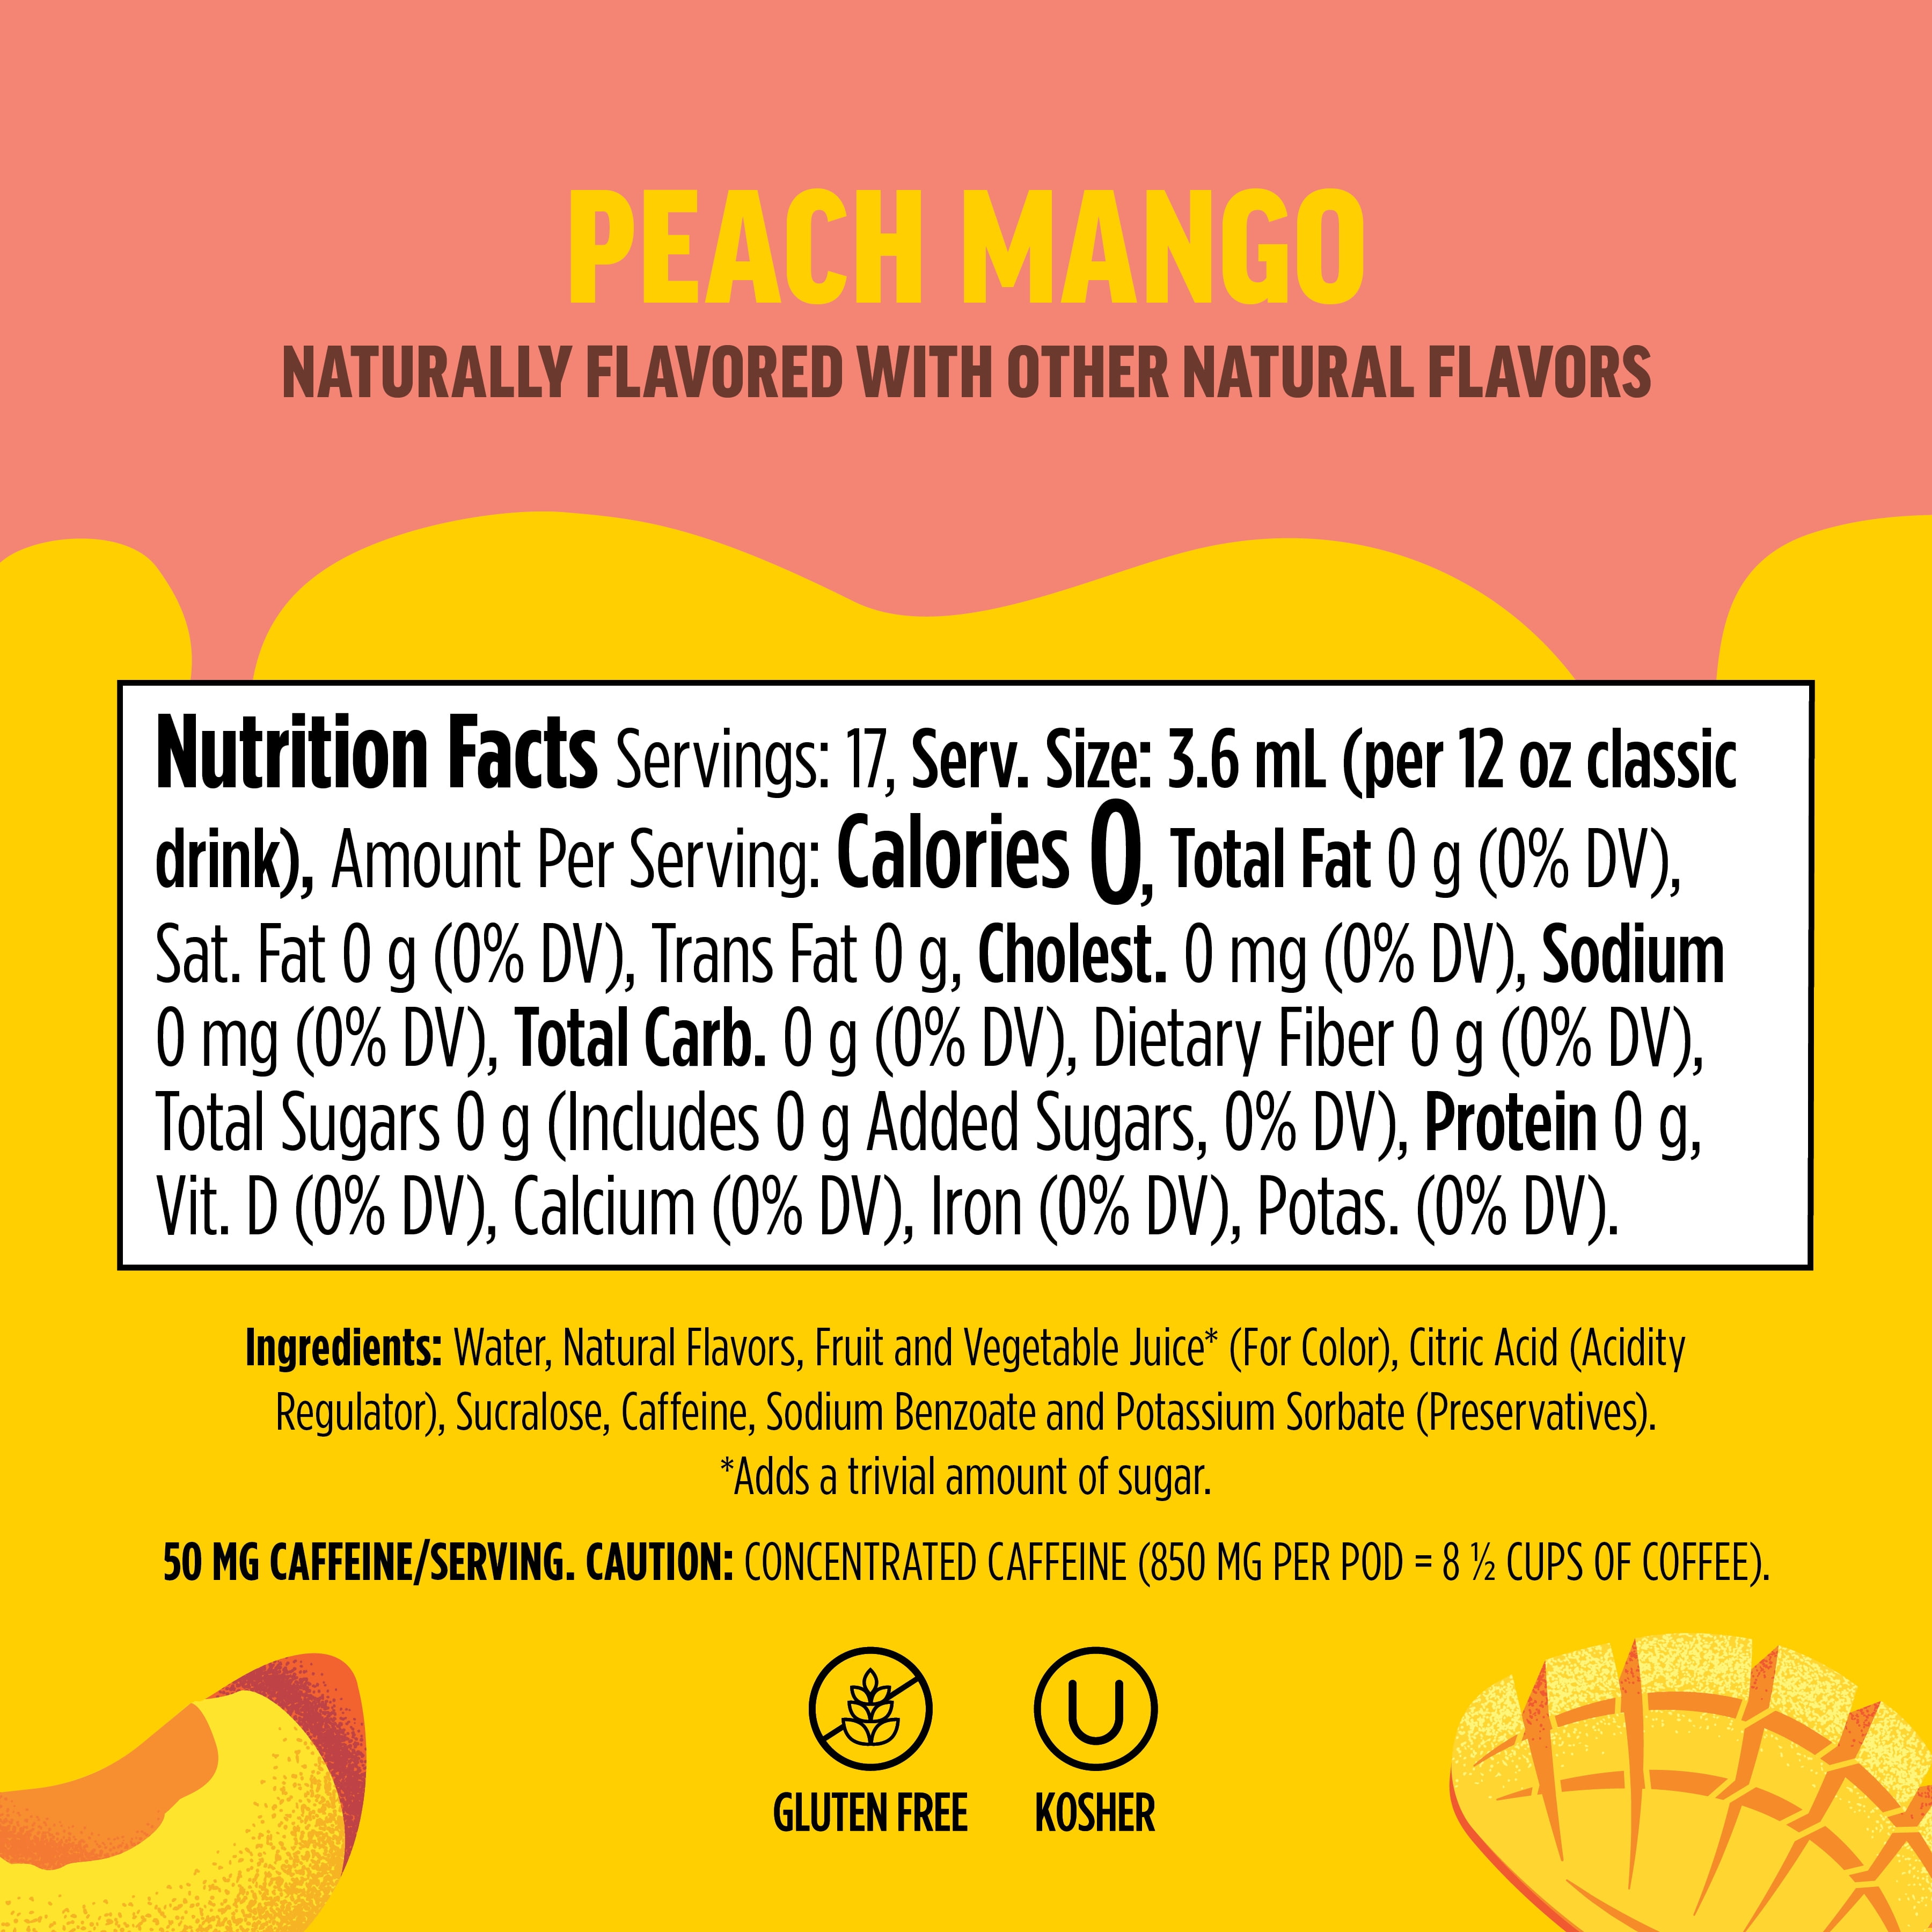 PEACH MANGO
NATURALLY FLAVORED WITH OTHER NATURAL FLAVORS
Nutrition Facts Servings: 17, Serv. Size: 3.6 mL (per 12 oz classic
drink), Amount Per Serving: Calories 0, Total Fat 0 g (0% DV),
Sat. Fat 0 g (0% DV), Trans Fat 0 g, Cholest. 0 mg (0% DV), Sodium
0 mg (0% DV), Total Carb. 0 g (0% DV), Dietary Fiber 0 g (0% DV),
Total Sugars 0 g (Includes 0 g Added Sugars, 0% DV), Protein 0 g,
Vit. D (0% DV), Calcium (0% DV), Iron (0% DV), Potas. (0% DV).
Ingredients: Water, Natural Flavors, Fruit and Vegetable Juice* (For Color), Citric Acid (Acidity
Regulator), Sucralose, Caffeine, Sodium Benzoate and Potassium Sorbate (Preservatives).
*Adds a trivial amount of sugar.
50 MG CAFFEINE/SERVING. CAUTION: CONCENTRATED CAFFEINE (850 MG PER POD = 8 ½ CUPS OF COFFEE).
U
GLUTEN FREE KOSHER